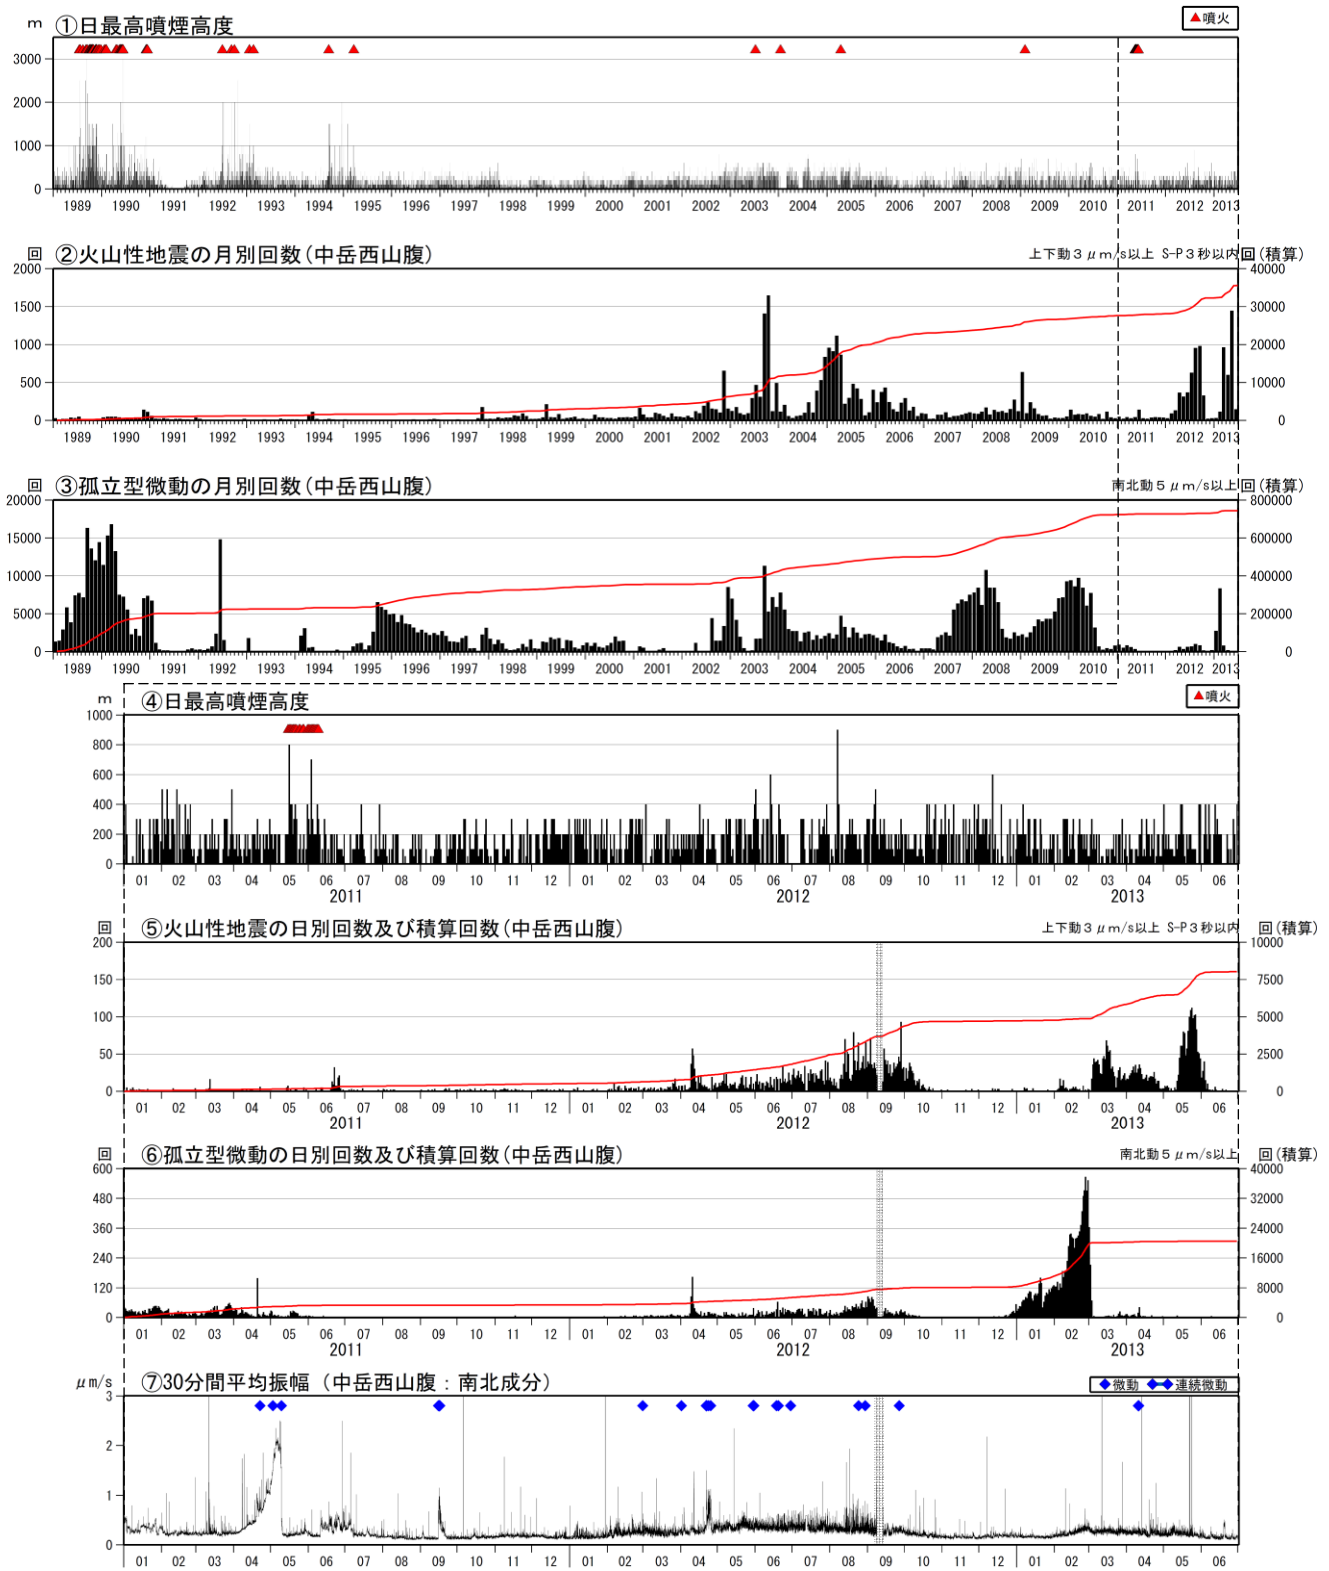 m ①日最高噴煙高度 ▲噴火
3000
2000
1000
0
1989 1990 1991 1992 1993 1994 1995 1996 1997 1998 1999 2000 2001 2002 2003 2004 2005 2006 2007 2008 2009 2010 2011 2012 2013
回 ②火山性地震の月別回数(中岳西山腹) 上下動3μm/s以上 S-P3秒以内 回(積算)
2000 40000
1500 30000
1000 20000
500 10000
0 0
1989 1990 1991 1992 1993 1994 1995 1996 1997 1998 1999 2000 2001 2002 2003 2004 2005 2006 2007 2008 2009 2010 2011 2012 2013
回 ③孤立型微動の月別回数(中岳西山腹) 南北動5μm/s以上 回(積算)
20000 800000
15000 600000
10000 400000
5000 200000
0 0
1989 1990 1991 1992 1993 1994 1995 1996 1997 1998 1999 2000 2001 2002 2003 2004 2005 2006 2007 2008 2009 2010 2011 2012 2013
m ④日最高噴煙高度 ▲噴火
1000
800
600
400
200
0
01 02 03 04 05 06 07 08 09 10 11 12 01 02 03 04 05 06 07 08 09 10 11 12 01 02 03 04 05 06
2011 2012 2013
回 ⑤火山性地震の日別回数及び積算回数(中岳西山腹) 上下動3μm/s以上 S-P3秒以内 回(積算)
200 10000
150 7500
100 5000
50 2500
0 0
01 02 03 04 05 06 07 08 09 10 11 12 01 02 03 04 05 06 07 08 09 10 11 12 01 02 03 04 05 06
2011 2012 2013
回 ⑥孤立型微動の日別回数及び積算回数(中岳西山腹) 南北動5μm/s以上 回(積算)
600 40000
480 32000
360 24000
240 16000
120 8000
0 0
01 02 03 04 05 06 07 08 09 10 11 12 01 02 03 04 05 06 07 08 09 10 11 12 01 02 03 04 05 06
2011 2012 2013
μm/s ⑦30分間平均振幅(中岳西山腹:南北成分) ◆微動 ◆◆連続微動
3
2
1
0
01 02 03 04 05 06 07 08 09 10 11 12 01 02 03 04 05 06 07 08 09 10 11 12 01 02 03 04 05 06